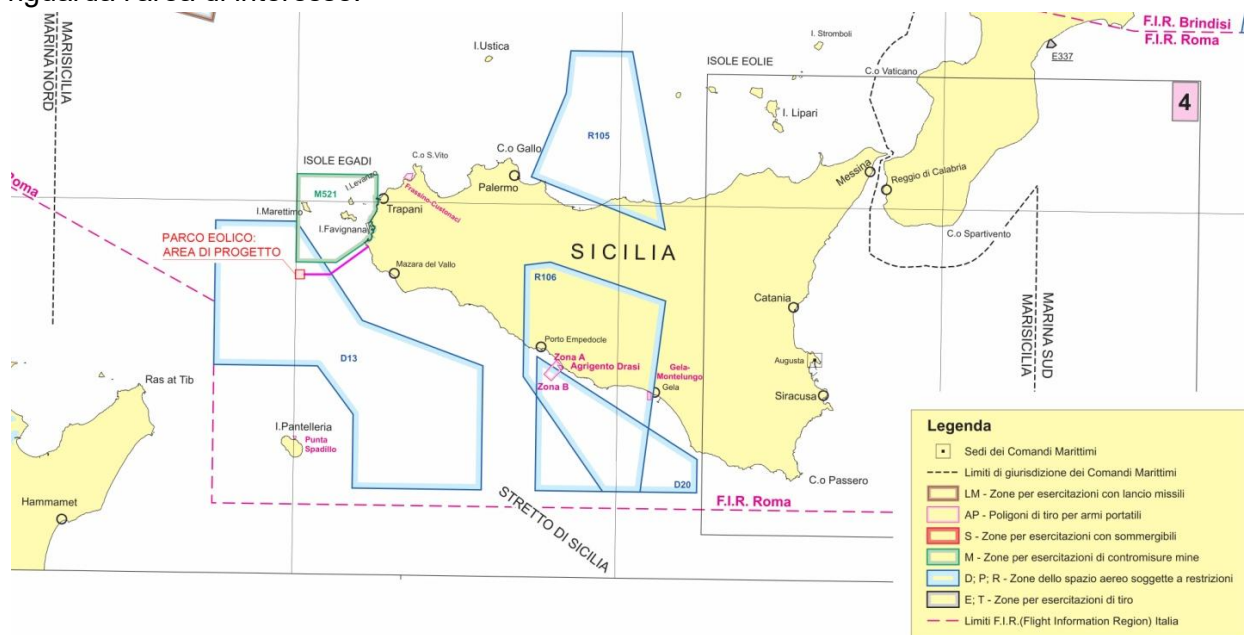 riguarda l'area di interesse.
MARISICILIA
MARINA NORD
F.I.R. Brindisi
F.I.R. Roma
E337
I.Ustica
I. Stromboli
ISOLE EOLIE
C.o Vaticano
4
I. Lipari
R105
C.o Gallo
C.o S.Vito
ISOLE EGADI
Palermo
Messina
Reggio di Calabria
Roma
M521
I.Levanzo
Frassino-Custonaci
I.Marettimo
Trapani
I.Favignana
C.o Spartivento
PARCO EOLICO:
AREA DI PROGETTO
SICILIA
Mazara del Vallo
R106
Catania
MARINA SUD
MARISICILIA
Porto Empedocle
D13
Zona A
Agrigento Drasi
Zona B
Gela-
Montelungo
Gela
Augusta
Siracusa
Ras at Tib
I.Pantelleria
Punta
Spadillo
C.o Passero
D20
Hammamet
F.I.R. Roma
STRETTO DI SICILIA
Legenda
Sedi dei Comandi Marittimi
Limiti di giurisdizione dei Comandi Marittimi
LM - Zone per esercitazioni con lancio missili
AP - Poligoni di tiro per armi portatili
S - Zone per esercitazioni con sommergibili
M - Zone per esercitazioni di contromisure mine
D; P; R - Zone dello spazio aereo soggette a restrizioni
E; T - Zone per esercitazioni di tiro
Limiti F.I.R.(Flight Information Region) Italia